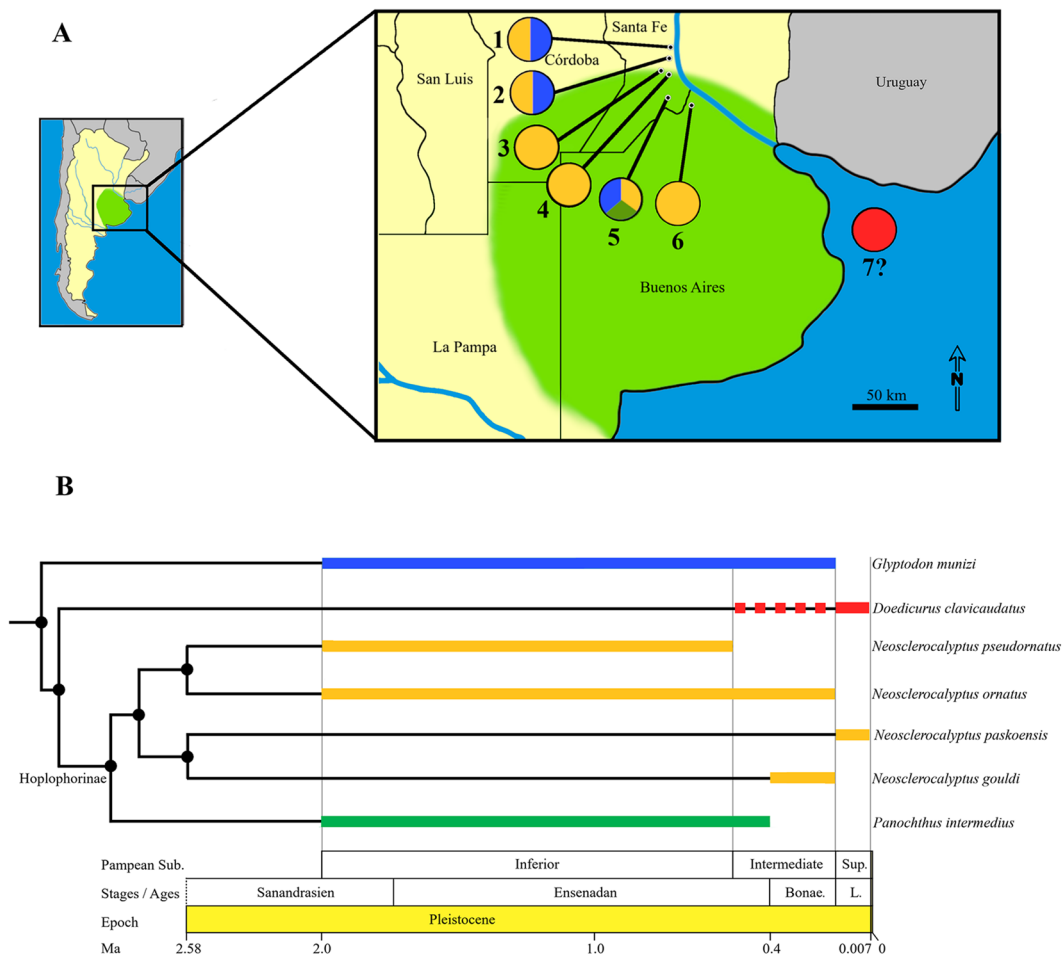 A
Santa Fe
1
Córdoba
San Luis
Uruguay
2
3
4
5
6
7?
Buenos Aires
La Pampa
N
50 km
B
Glyptodon munizi
Doedicurus clavicaudatus
Neosclerocalyptus pseudornatus
Neosclerocalyptus ornatus
Neosclerocalyptus paskoensis
Hoplophorinae
Neosclerocalyptus gouldi
Panochthus intermedius
Pampean Sub. Inferior Intermediate Sup.
Stages / Ages Sanandrasien Ensenadan Bonae. L.
Epoch Pleistocene
Ma 2.58 2.0 1.0 0.4 0.007 0